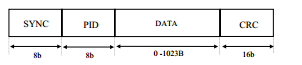 SYNC PID DATA CRC
8b 8b 0 -1023B 16b